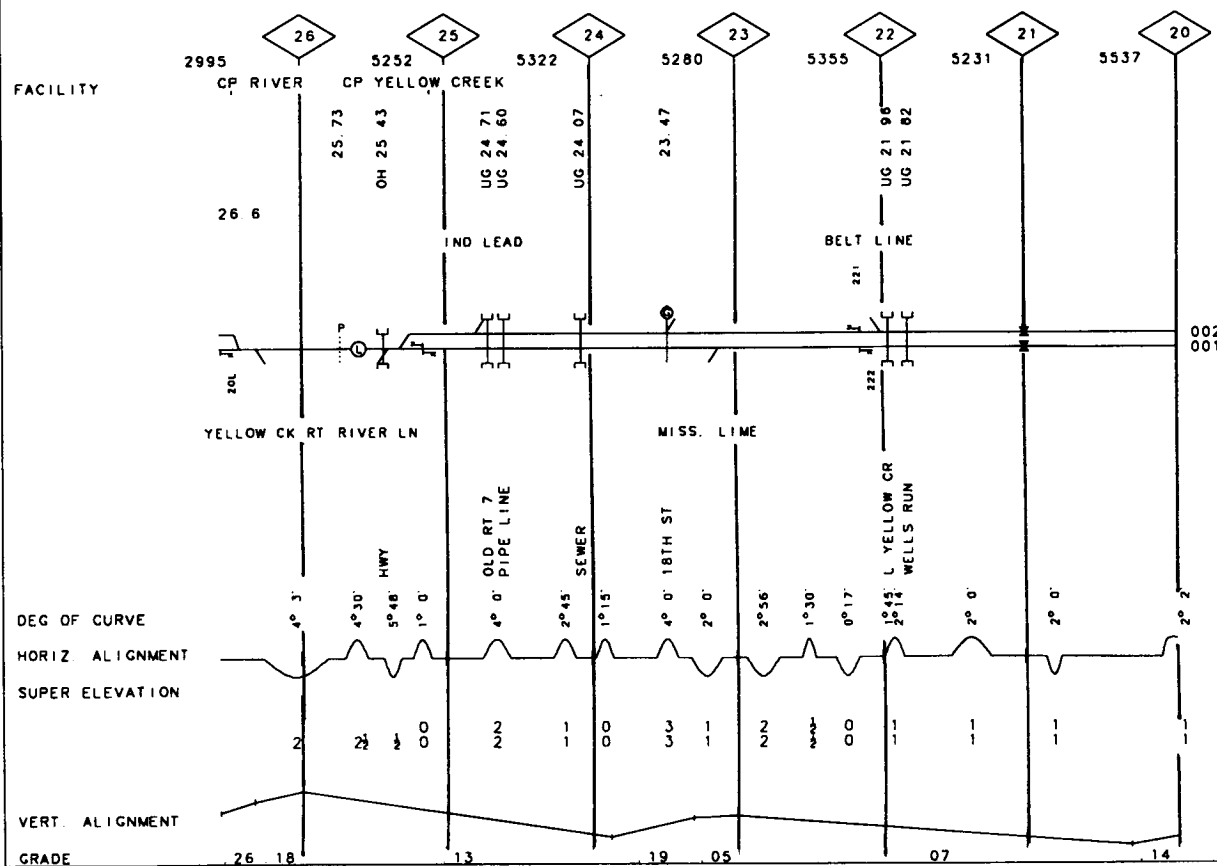 26 25 24 23 22 21 20
2995 5252 5322 5280 5355 5231 5537
FACILITY CP RIVER CP YELLOW CREEK
25.73
OH 25 43
UG 24 71
UG 24.60
UG 24 07
23.47
UG 21 96
UG 21 82
26 6
IND LEAD BELT LINE
221
P
L
G
002
001
20L
222
YELLOW CK RT RIVER LN MISS. LIME
HWY
OLD RT 7
PIPE LINE
SEWER
18TH ST
L YELLOW CR
WELLS RUN
DEG OF CURVE 4° 3' 4° 30' 5° 48' 1° 0' 4° 0' 2° 45' 1° 15' 4° 0' 2° 0' 2° 56' 1° 30' 0° 17' 1° 45' 2° 14' 2° 0' 2° 0' 2° 2'
HORIZ. ALIGNMENT
SUPER ELEVATION
0 2 1 0 3 1 2 0 1 1 1 1
2 2½ ½ 0 2 1 0 3 1 2 0 1 1 1 1
VERT. ALIGNMENT
GRADE 26 18 13 19 05 07 14